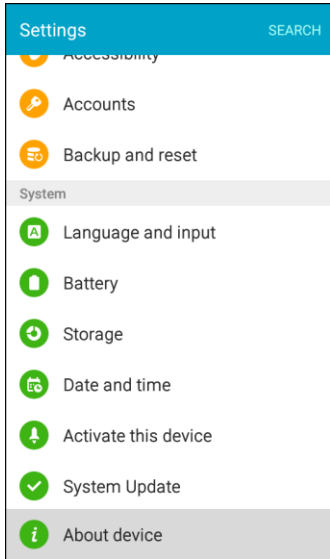 Settings
SEARCH
Accessibility
Accounts
Backup and reset
System
Language and input
A
Battery
Storage
Date and time
Activate this device
System Update
i
About device